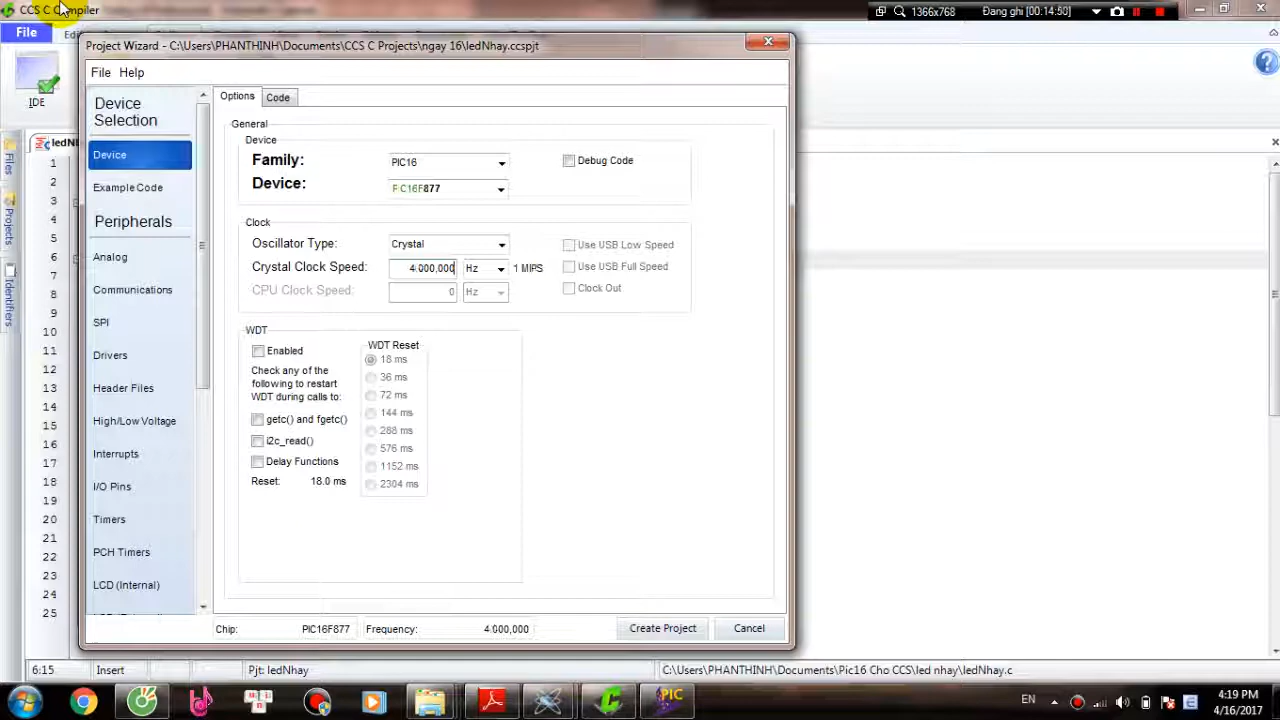 CCS C Compiler
1366x768
Đang ghi [00:14:50]
File
Project Wizard - C:\Users\PHANTHINH\Documents\CCS C Projects\ngay 16\ledNhay.ccspjt
File Help
IDE
Device Selection
Device
Example Code
Peripherals
Analog
Communications
SPI
Drivers
Header Files
High/Low Voltage
Interrupts
I/O Pins
Timers
PCH Timers
LCD (Internal)
Options Code
General
Device
Family: PIC16
Debug Code
Device: PIC16F877
Clock
Oscillator Type: Crystal
Use USB Low Speed
Crystal Clock Speed: 4.000,000 Hz 1 MIPS
Use USB Full Speed
CPU Clock Speed: 0 Hz
Clock Out
WDT
Enabled
Check any of the
following to restart
WDT during calls to:
getc() and fgetc()
i2c_read()
Delay Functions
Reset: 18.0 ms
WDT Reset
18 ms
36 ms
72 ms
144 ms
288 ms
576 ms
1152 ms
2304 ms
Chip: PIC16F877
Frequency: 4.000,000
Create Project
Cancel
Files
Projects
Identifiers
1
2
3
4
5
6
7
8
9
10
11
12
13
14
15
16
17
18
19
20
21
22
23
24
25
6:15 Insert Pjt: ledNhay C:\Users\PHANTHINH\Documents\Pic16 Cho CCS\led nhay\ledNhay.c
PIC
EN
4:19 PM
4/16/2017